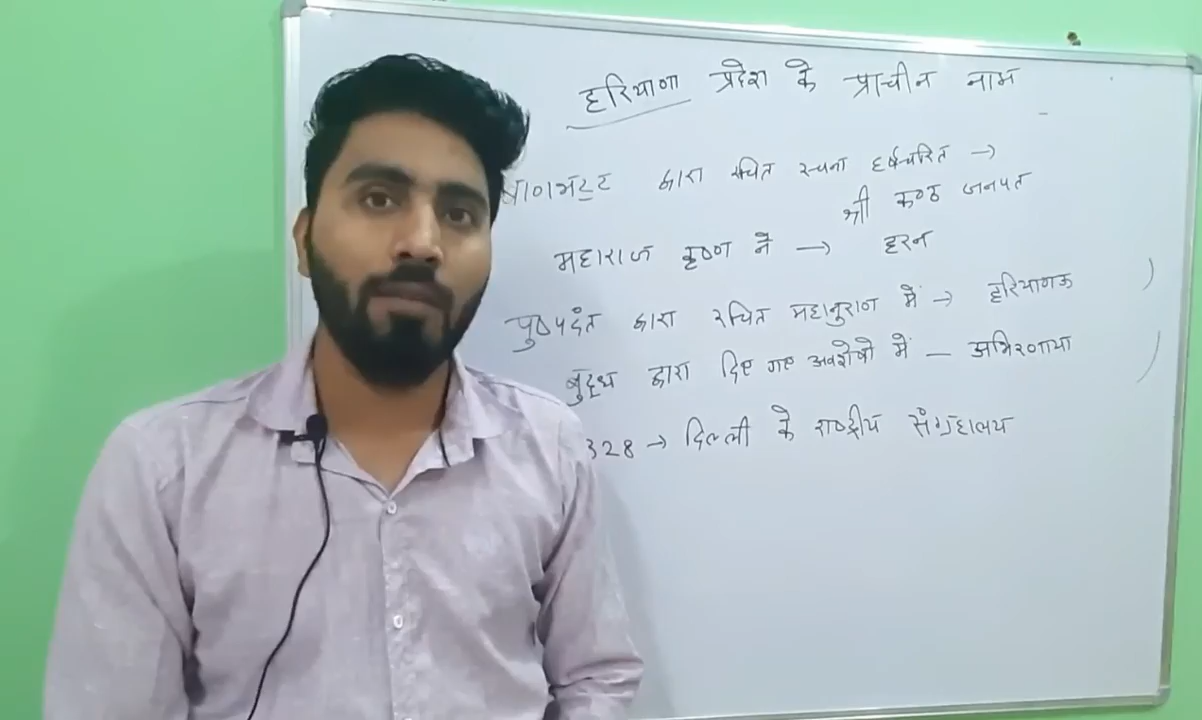 हरियाणा प्रदेश के प्राचीन नाम
बाणभट्ट द्वारा रचित रचना हर्षचरित →
श्री कण्ठ जनपत
महाराज कृष्ण ने → हरन
पुष्पदंत द्वारा रचित महानुराण में → हरियाणऊ
बुद्ध द्वारा दिए गए अवशेषो में — अभिरणाया
328 → दिल्ली के राष्ट्रीय संग्रहालय